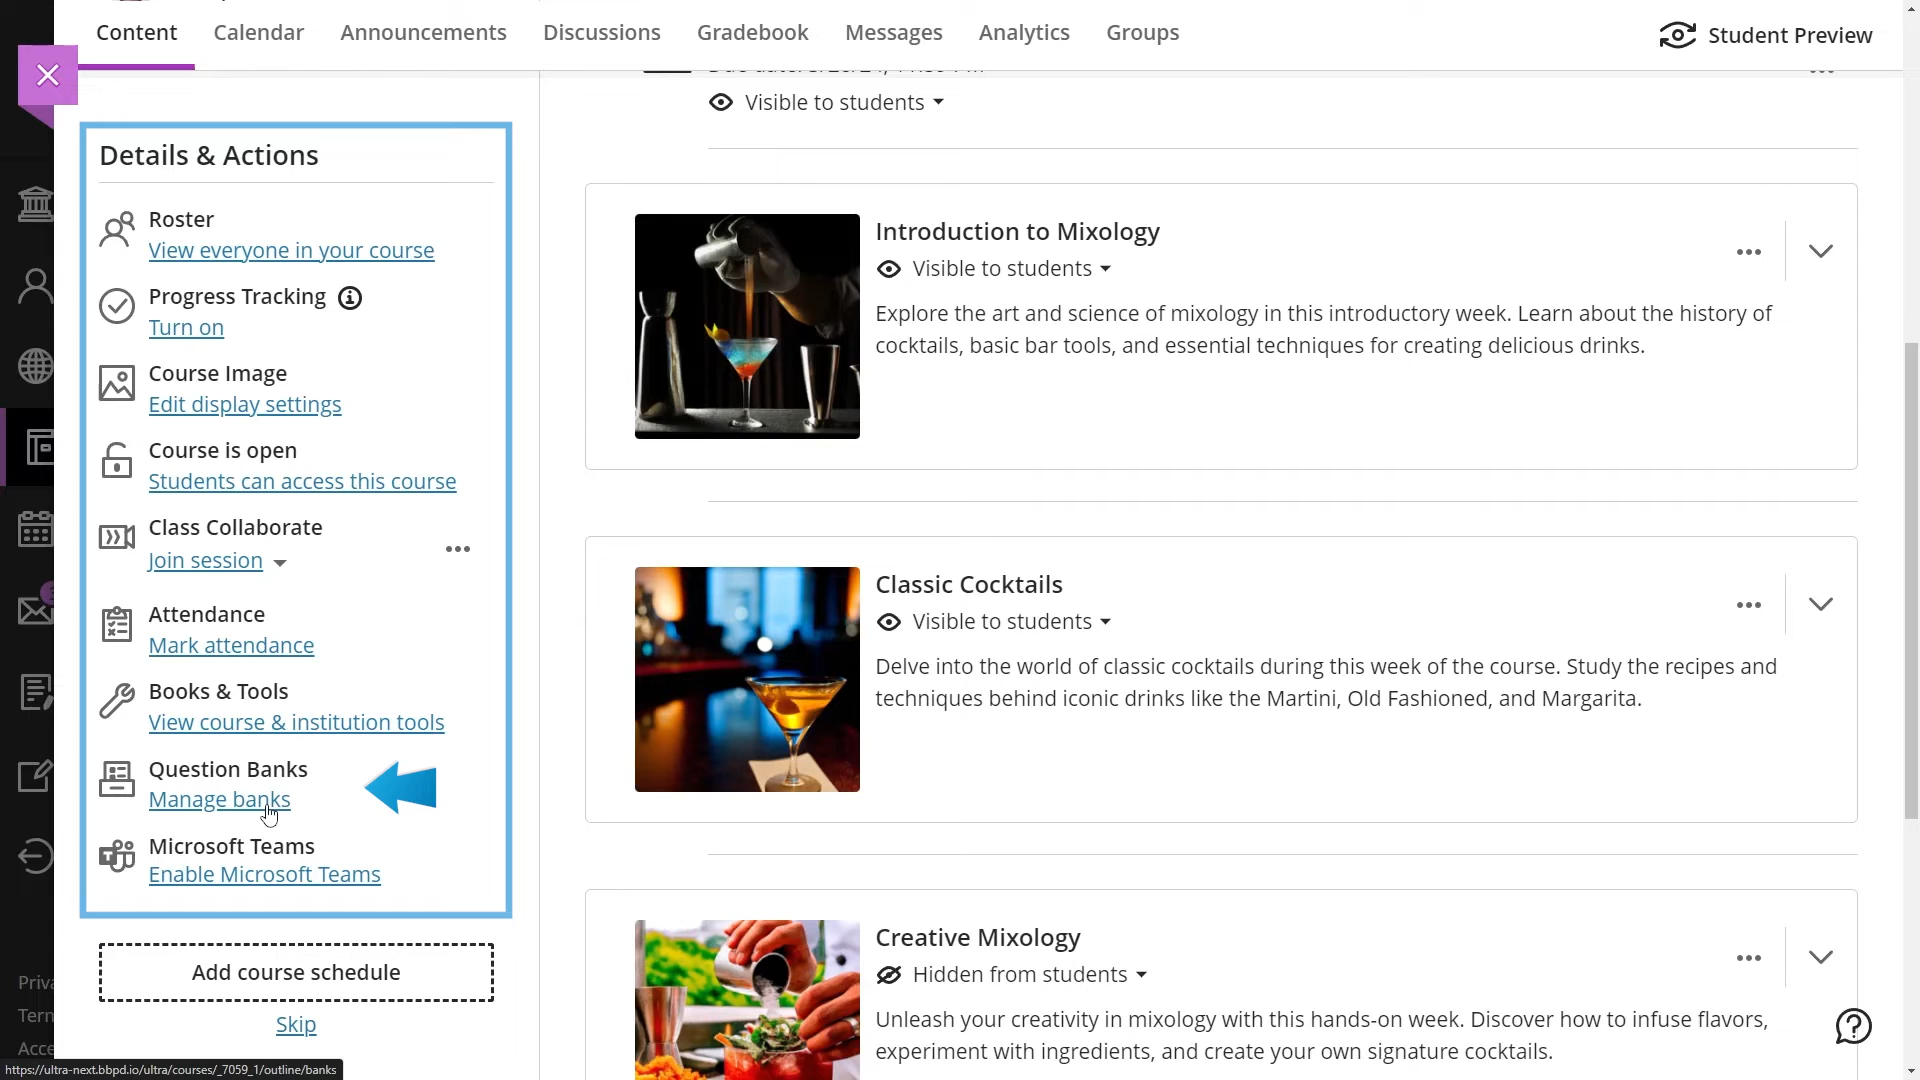 Content
Calendar
Announcements
Discussions
Gradebook
Messages
Analytics
Groups
Student Preview
Visible to students
Details & Actions
Roster
View everyone in your course
Progress Tracking
Turn on
Course Image
Edit display settings
Course is open
Students can access this course
Class Collaborate
Join session
Attendance
Mark attendance
Books & Tools
View course & institution tools
Question Banks
Manage banks
Microsoft Teams
Enable Microsoft Teams
Add course schedule
Skip
Introduction to Mixology
Visible to students
Explore the art and science of mixology in this introductory week. Learn about the history of
cocktails, basic bar tools, and essential techniques for creating delicious drinks.
Classic Cocktails
Visible to students
Delve into the world of classic cocktails during this week of the course. Study the recipes and
techniques behind iconic drinks like the Martini, Old Fashioned, and Margarita.
Creative Mixology
Hidden from students
Unleash your creativity in mixology with this hands-on week. Discover how to infuse flavors,
experiment with ingredients, and create your own signature cocktails.
Priva
Term
Acce
https://ultra-next.bbpd.io/ultra/courses/_7059_1/outline/banks